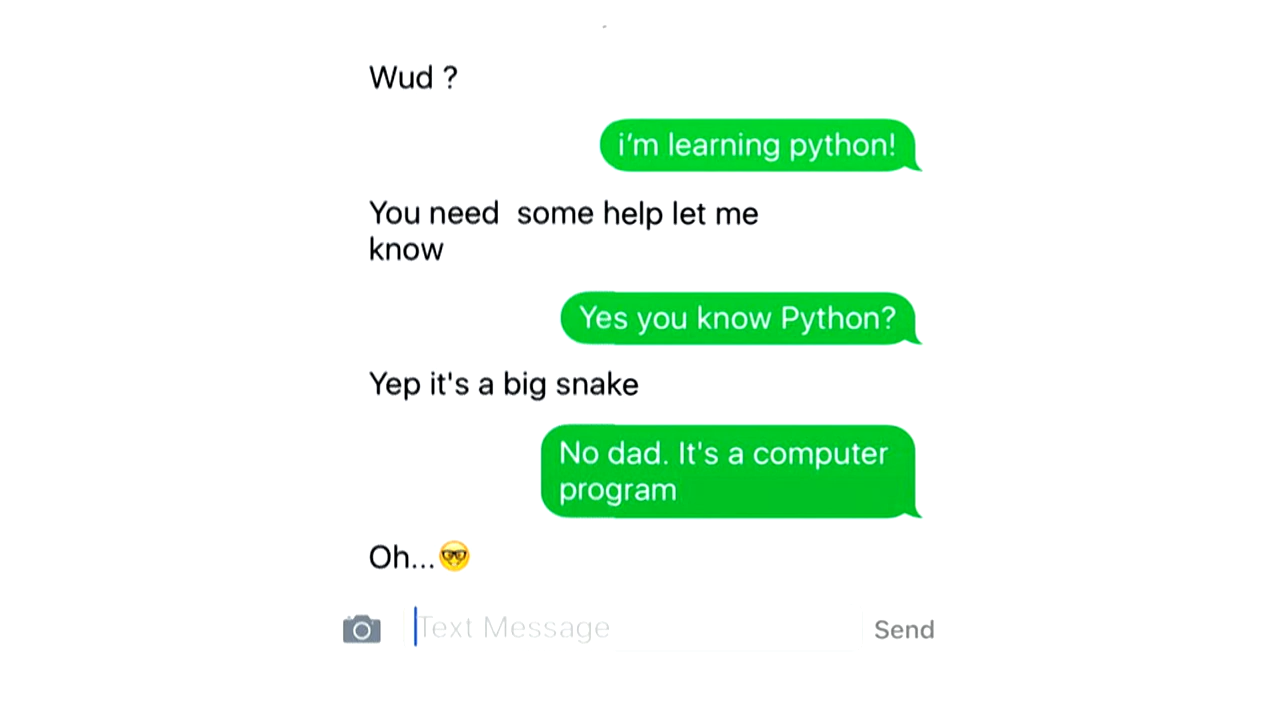 Wud ?
i'm learning python!
You need  some help let me
know
Yes you know Python?
Yep it's a big snake
No dad. It's a computer
program
Oh...🤓
Text Message
Send